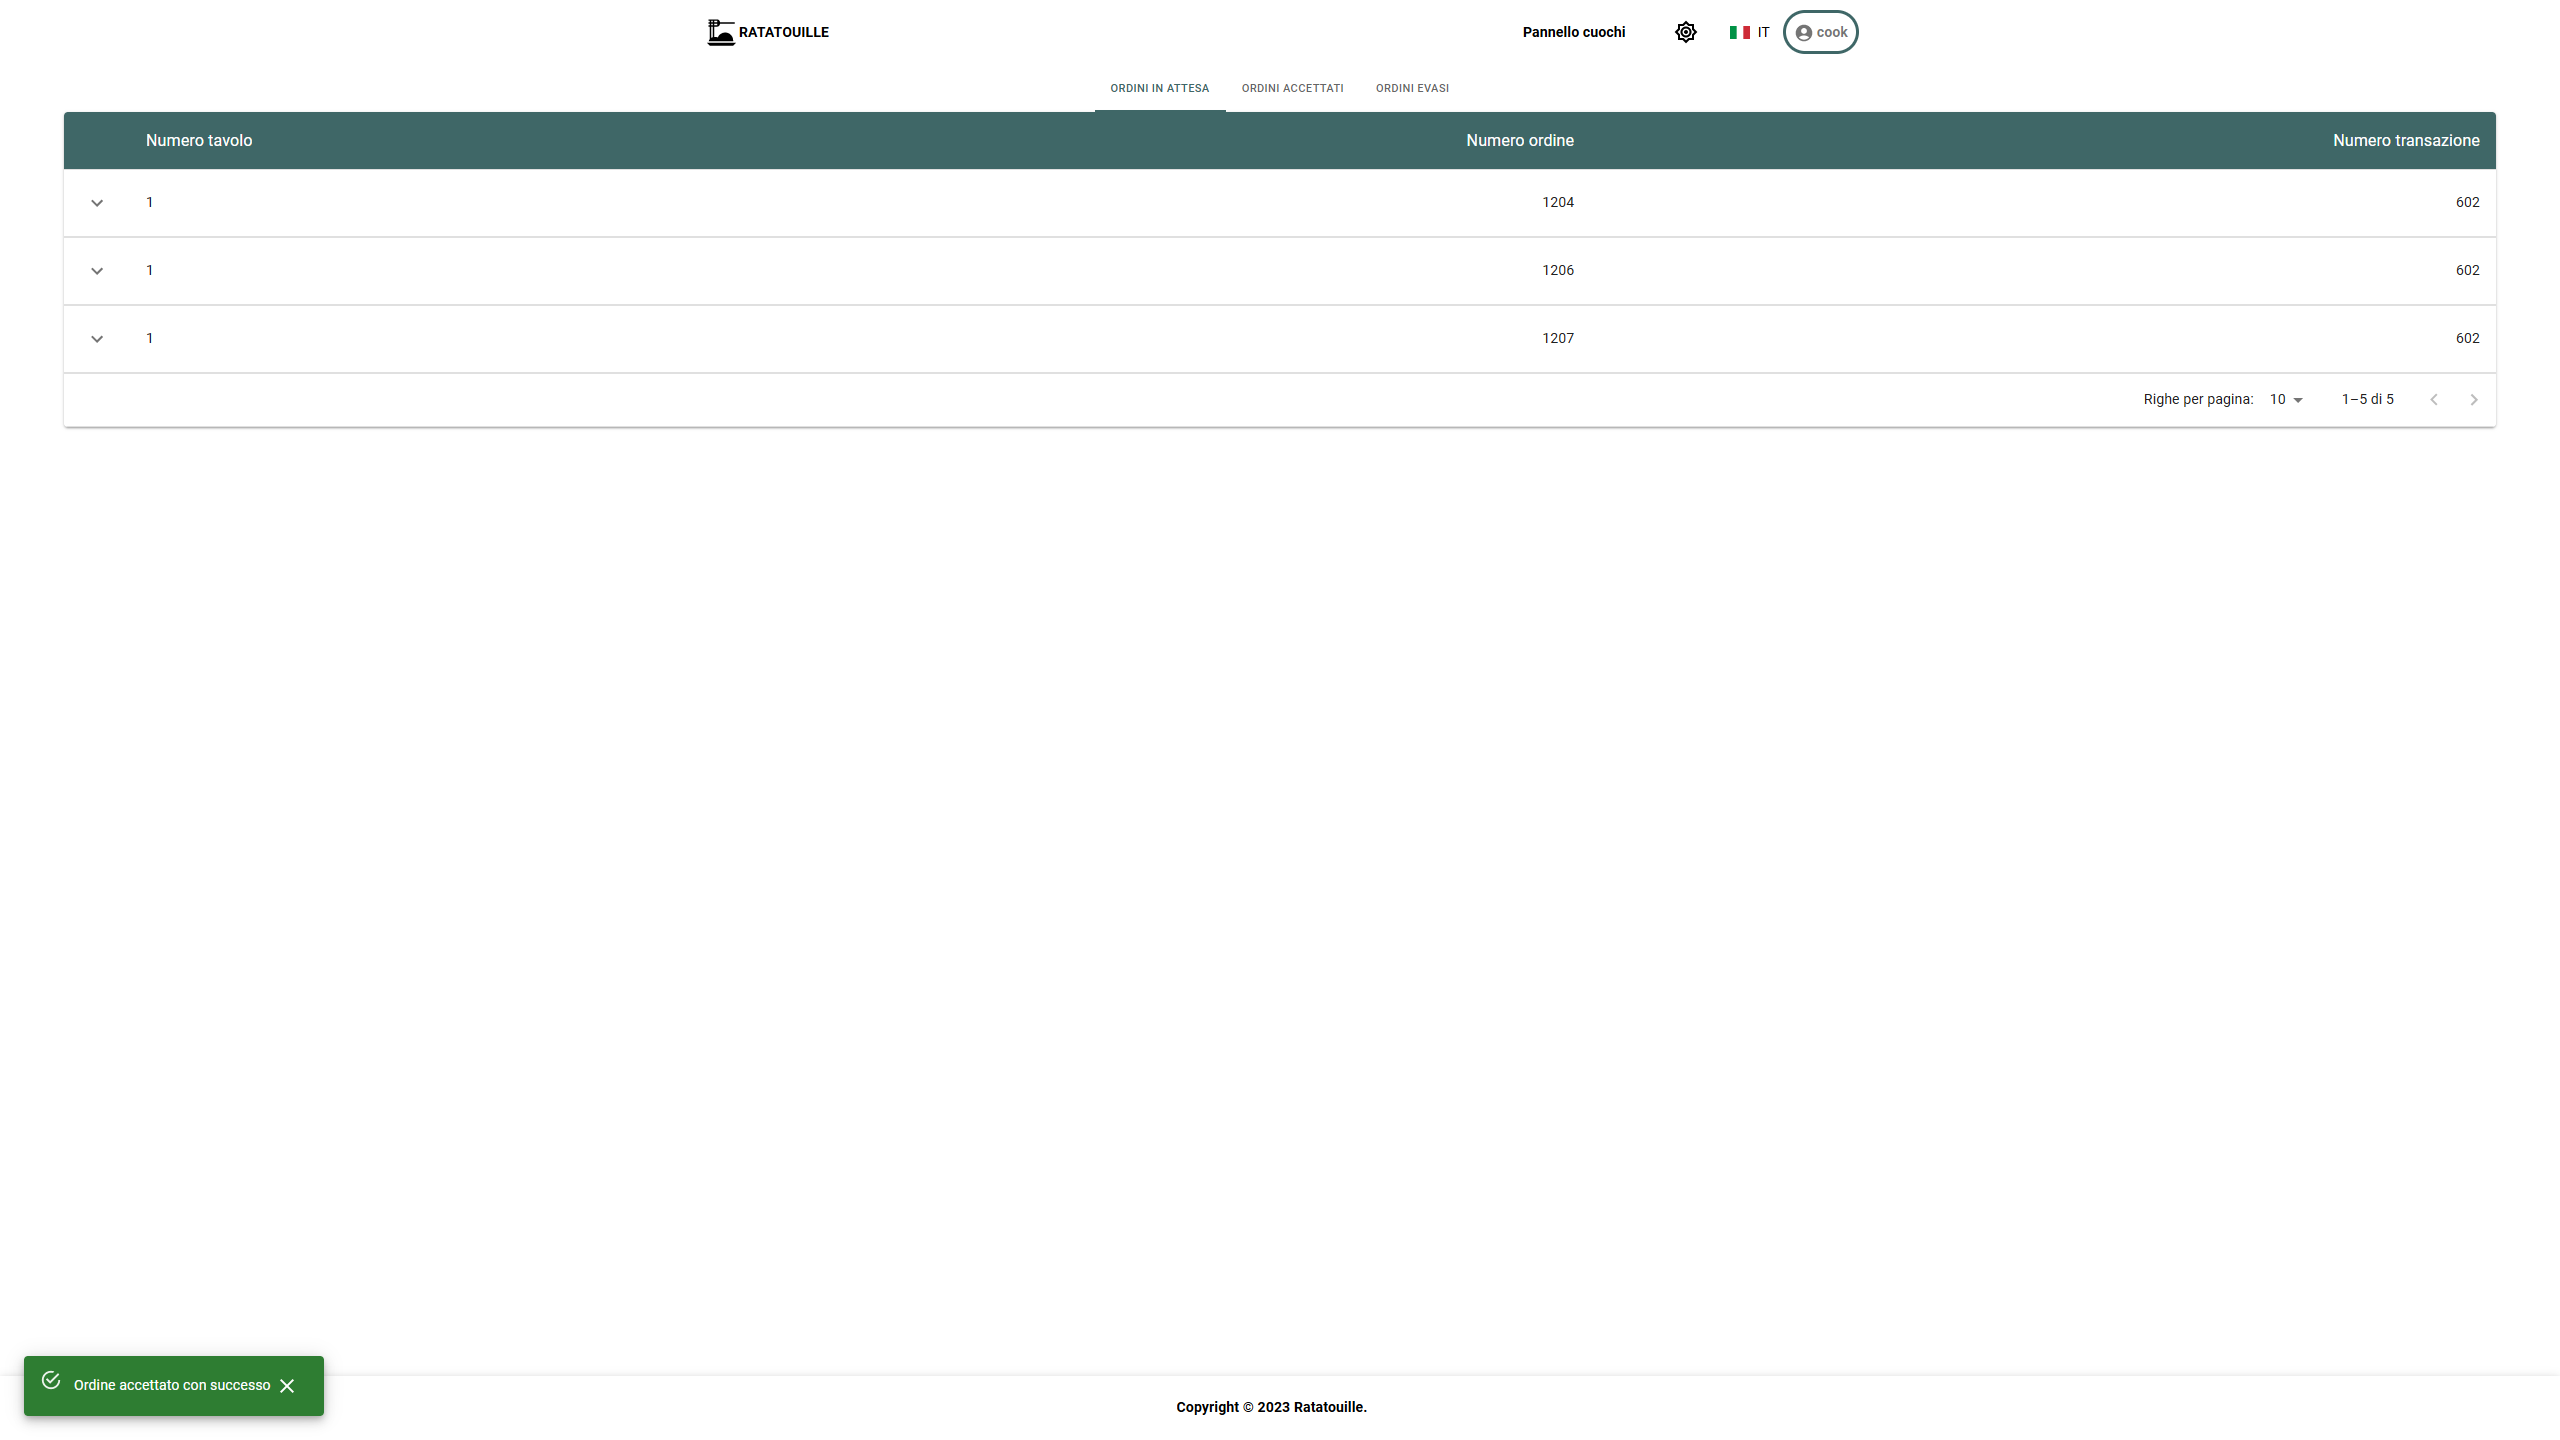 RATATOUILLE
Pannello cuochi
IT
cook
ORDINI IN ATTESA ORDINI ACCETTATI ORDINI EVASI
Numero tavolo Numero ordine Numero transazione
1 1204 602
1 1206 602
1 1207 602
Righe per pagina: 10 1–5 di 5
Ordine accettato con successo
Copyright © 2023 Ratatouille.